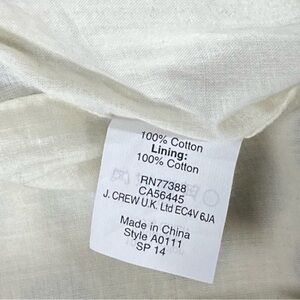 100% Cotton
Lining:
100% Cotton
RN77388
CA56445
J. CREW U.K. Ltd EC4V 6JA
Made in China
Style A0111
SP 14